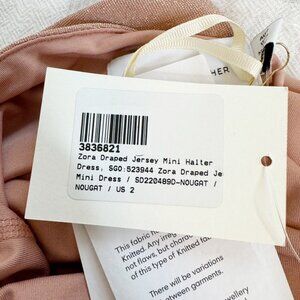 HER
3836821
Zora Draped Jersey Mini Halter
Dress, SGO:523944 Zora Draped Je
Mini Dress / SD220489D-NOUGAT /
NOUGAT / US 2
This fabric
Knitted. Any
not flaws, but
of this type of Knitted
There will be variations
between garments.